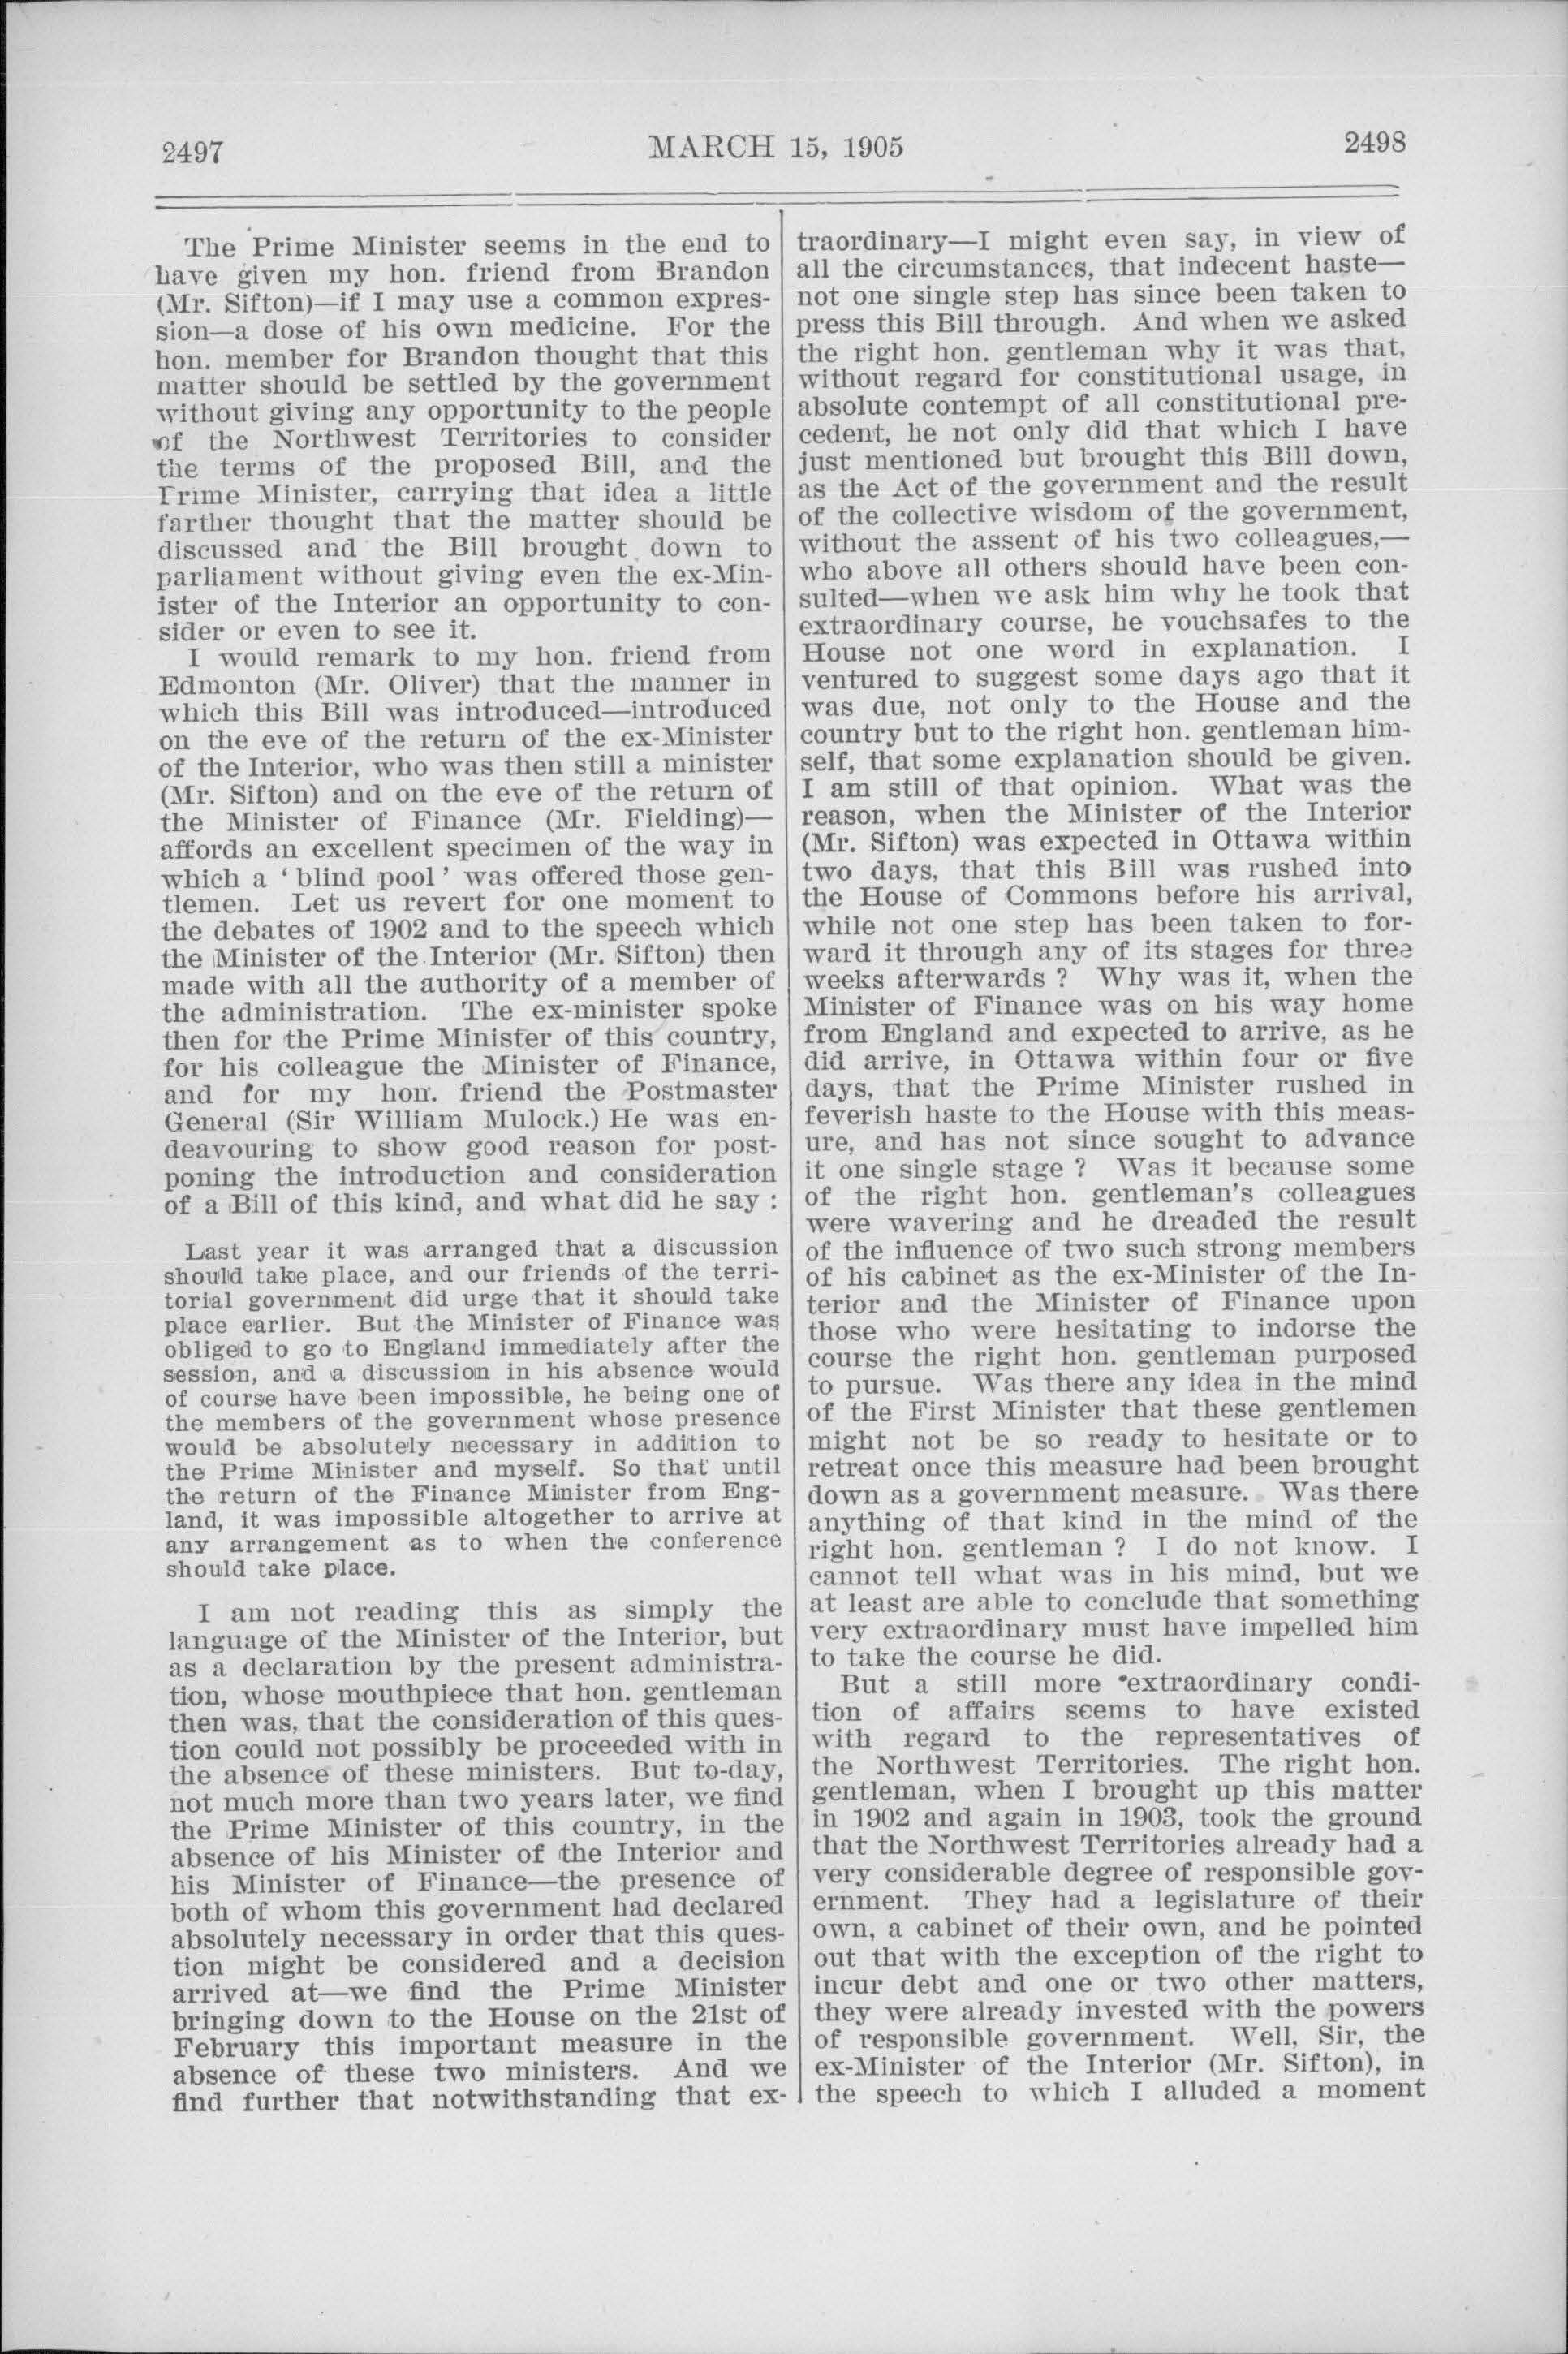 2497
MARCH 15, 1905
2498
The Prime Minister seems in the end to
have given my hon. friend from Brandon
(Mr. Sifton)—if I may use a common expres-
sion—a dose of his own medicine. For the
hon. member for Brandon thought that this
matter should be settled by the government
without giving any opportunity to the people
of the Northwest Territories to consider
the terms of the proposed Bill, and the
Prime Minister, carrying that idea a little
farther thought that the matter should be
discussed and the Bill brought down to
parliament without giving even the ex-Min-
ister of the Interior an opportunity to con-
sider or even to see it.
I would remark to my hon. friend from
Edmonton (Mr. Oliver) that the manner in
which this Bill was introduced—introduced
on the eve of the return of the ex-Minister
of the Interior, who was then still a minister
(Mr. Sifton) and on the eve of the return of
the Minister of Finance (Mr. Fielding)—
affords an excellent specimen of the way in
which a ‘ blind pool ’ was offered those gen-
tlemen. Let us revert for one moment to
the debates of 1902 and to the speech which
the Minister of the Interior (Mr. Sifton) then
made with all the authority of a member of
the administration. The ex-minister spoke
then for the Prime Minister of this country,
for his colleague the Minister of Finance,
and for my hon. friend the Postmaster
General (Sir William Mulock.) He was en-
deavouring to show good reason for post-
poning the introduction and consideration
of a Bill of this kind, and what did he say :
Last year it was arranged that a discussion
should take place, and our friends of the terri-
torial government did urge that it should take
place earlier. But the Minister of Finance was
obliged to go to England immediately after the
session, and a discussion in his absence would
of course have been impossible, he being one of
the members of the government whose presence
would be absolutely necessary in addition to
the Prime Minister and myself. So that until
the return of the Finance Minister from Eng-
land, it was impossible altogether to arrive at
any arrangement as to when the conference
should take place.
I am not reading this as simply the
language of the Minister of the Interior, but
as a declaration by the present administra-
tion, whose mouthpiece that hon. gentleman
then was, that the consideration of this ques-
tion could not possibly be proceeded with in
the absence of these ministers. But to-day,
not much more than two years later, we find
the Prime Minister of this country, in the
absence of his Minister of the Interior and
his Minister of Finance—the presence of
both of whom this government had declared
absolutely necessary in order that this ques-
tion might be considered and a decision
arrived at—we find the Prime Minister
bringing down to the House on the 21st of
February this important measure in the
absence of these two ministers. And we
find further that notwithstanding that ex-
traordinary—I might even say, in view of
all the circumstances, that indecent haste—
not one single step has since been taken to
press this Bill through. And when we asked
the right hon. gentleman why it was that,
without regard for constitutional usage, in
absolute contempt of all constitutional pre-
cedent, he not only did that which I have
just mentioned but brought this Bill down,
as the Act of the government and the result
of the collective wisdom of the government,
without the assent of his two colleagues,—
who above all others should have been con-
sulted—when we ask him why he took that
extraordinary course, he vouchsafes to the
House not one word in explanation. I
ventured to suggest some days ago that it
was due, not only to the House and the
country but to the right hon. gentleman him-
self, that some explanation should be given.
I am still of that opinion. What was the
reason, when the Minister of the Interior
(Mr. Sifton) was expected in Ottawa within
two days, that this Bill was rushed into
the House of Commons before his arrival,
while not one step has been taken to for-
ward it through any of its stages for three
weeks afterwards ? Why was it, when the
Minister of Finance was on his way home
from England and expected to arrive, as he
did arrive, in Ottawa within four or five
days, that the Prime Minister rushed in
feverish haste to the House with this meas-
ure, and has not since sought to advance
it one single stage ? Was it because some
of the right hon. gentleman's colleagues
were wavering and he dreaded the result
of the influence of two such strong members
of his cabinet as the ex-Minister of the In-
terior and the Minister of Finance upon
those who were hesitating to indorse the
course the right hon. gentleman purposed
to pursue. Was there any idea in the mind
of the First Minister that these gentlemen
might not be so ready to hesitate or to
retreat once this measure had been brought
down as a government measure. Was there
anything of that kind in the mind of the
right hon. gentleman ? I do not know. I
cannot tell what was in his mind, but we
at least are able to conclude that something
very extraordinary must have impelled him
to take the course he did.
But a still more extraordinary condi-
tion of affairs seems to have existed
with regard to the representatives of
the Northwest Territories. The right hon.
gentleman, when I brought up this matter
in 1902 and again in 1903, took the ground
that the Northwest Territories already had a
very considerable degree of responsible gov-
ernment. They had a legislature of their
own, a cabinet of their own, and he pointed
out that with the exception of the right to
incur debt and one or two other matters,
they were already invested with the powers
of responsible government. Well, Sir, the
ex-Minister of the Interior (Mr. Sifton), in
the speech to which I alluded a moment